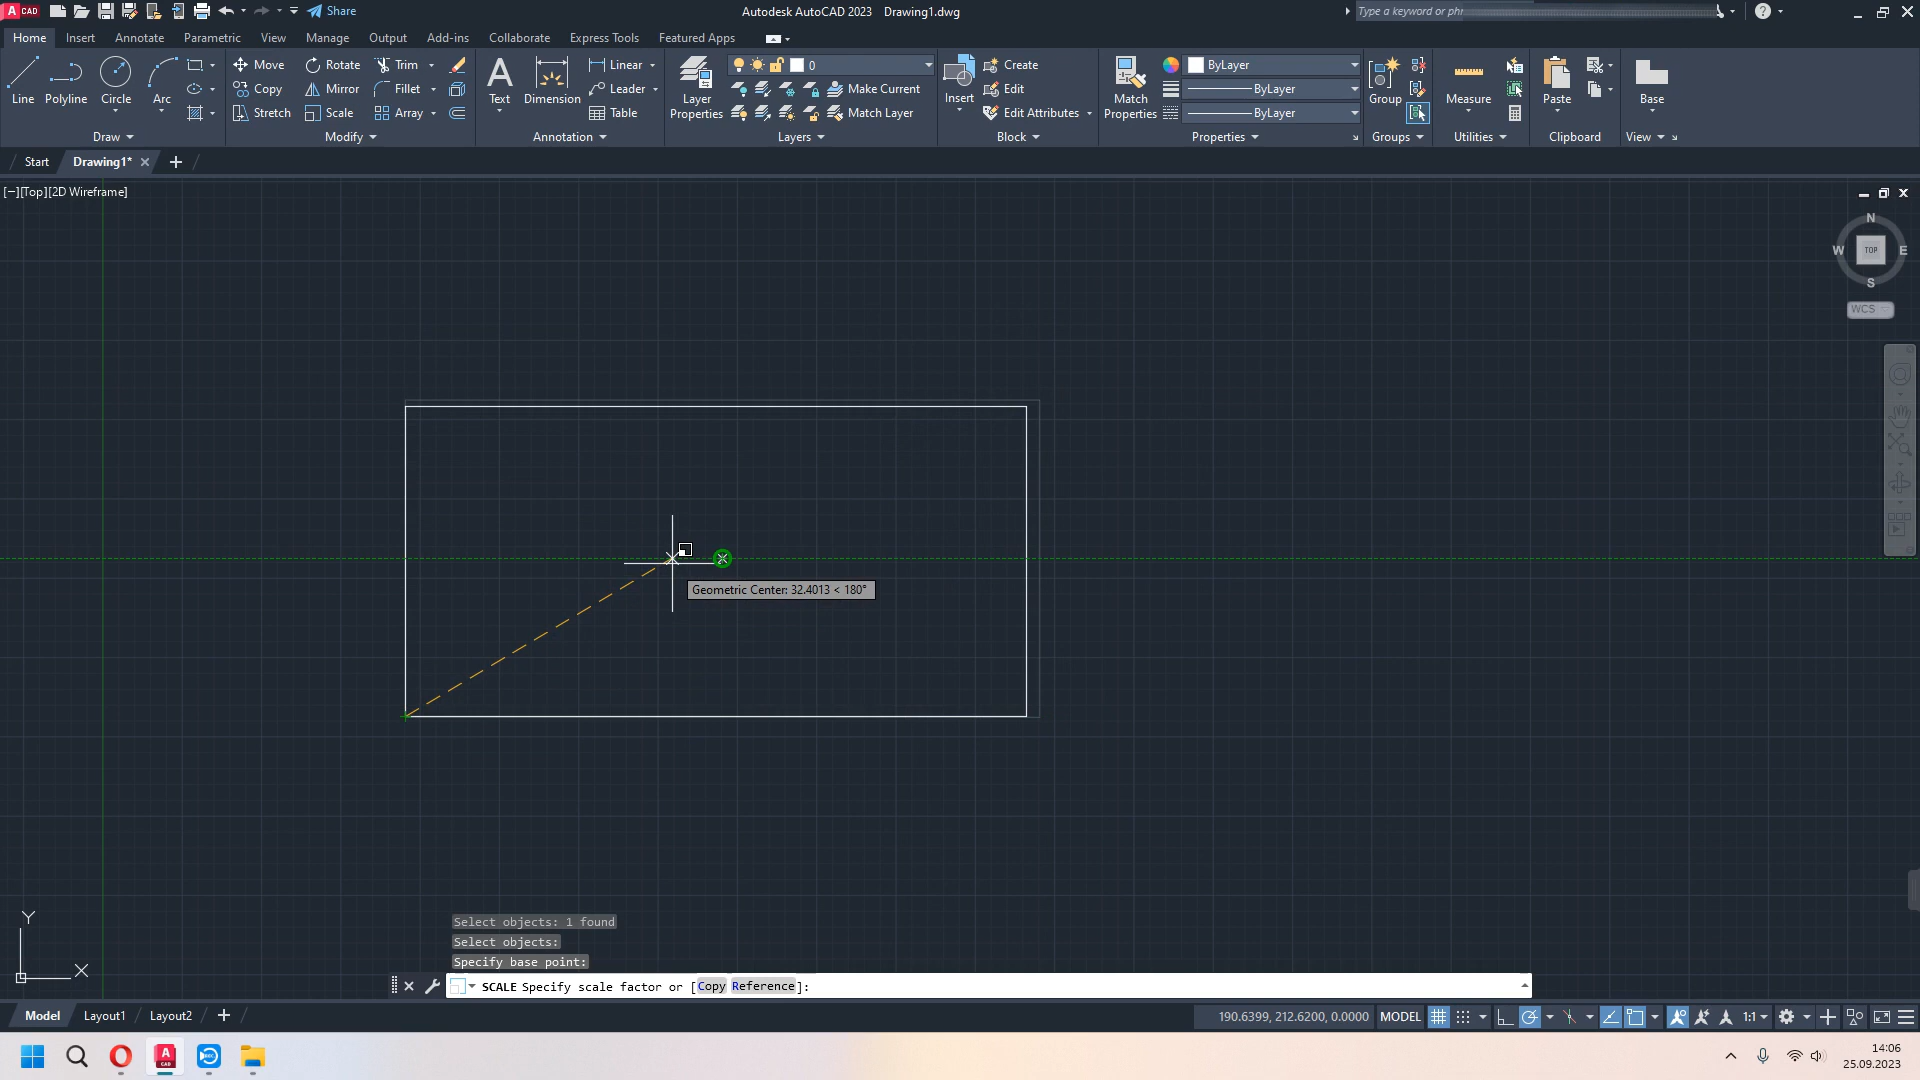 A CAD Share Autodesk AutoCAD 2023 Drawing1.dwg Type a keyword or phr
Home Insert Annotate Parametric View Manage Output Add-ins Collaborate Express Tools Featured Apps
Line Polyline Circle Arc
Move Rotate Trim
Copy Mirror Fillet
Stretch Scale Array
Text Dimension
Linear
Leader
Table
Layer Properties
0
Make Current
Match Layer
Insert
Create
Edit
Edit Attributes
Match Properties
ByLayer
ByLayer
ByLayer
Group Measure Paste Base
Draw Modify Annotation Layers Block Properties Groups Utilities Clipboard View
Start Drawing1* +
[−][Top][2D Wireframe]
N
W TOP E
S
WCS
Geometric Center: 32.4013 < 180°
Y
X
Select objects: 1 found
Select objects:
Specify base point:
SCALE Specify scale factor or [Copy Reference]:
Model Layout1 Layout2 + 190.6399, 212.6200, 0.0000 MODEL 1:1
A CAD
14:06
25.09.2023